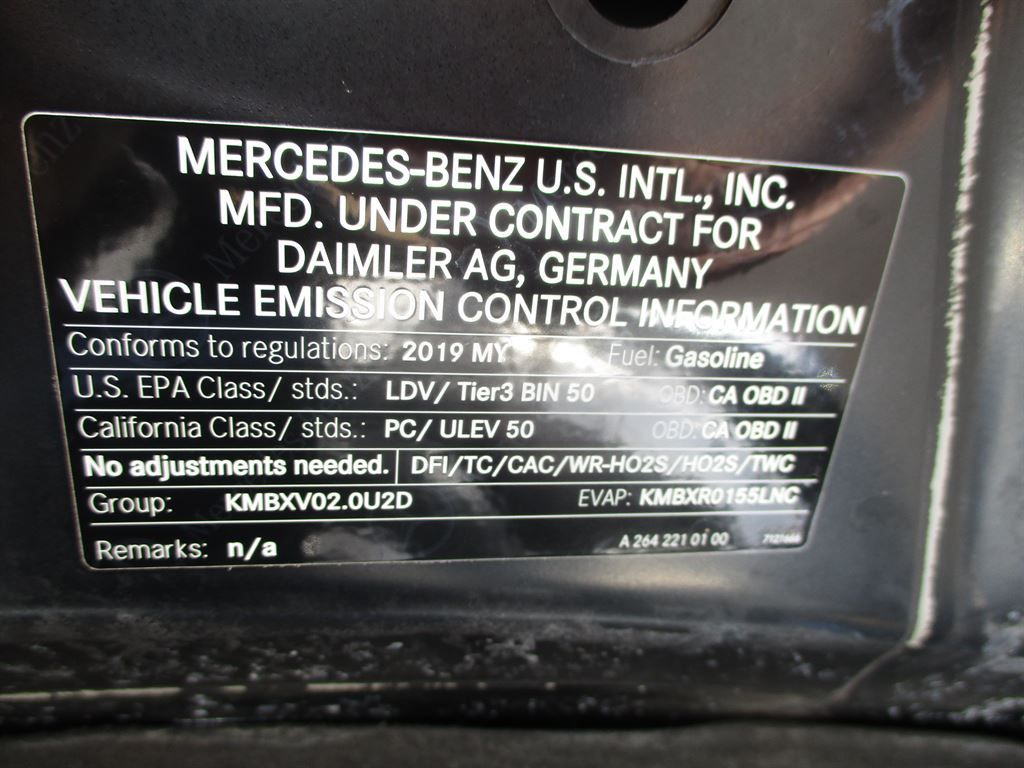 MERCEDES-BENZ U.S. INTL., INC.
MFD. UNDER CONTRACT FOR
DAIMLER AG, GERMANY
VEHICLE EMISSION CONTROL INFORMATION
Conforms to regulations: 2019 MY Fuel: Gasoline
U.S. EPA Class/ stds.: LDV/ Tier3 BIN 50 OBD: CA OBD II
California Class/ stds.: PC/ ULEV 50 OBD: CA OBD II
No adjustments needed. DFI/TC/CAC/WR-HO2S/HO2S/TWC
Group: KMBXV02.0U2D EVAP: KMBXR0155LNC
Remarks: n/a A 264 221 01 00